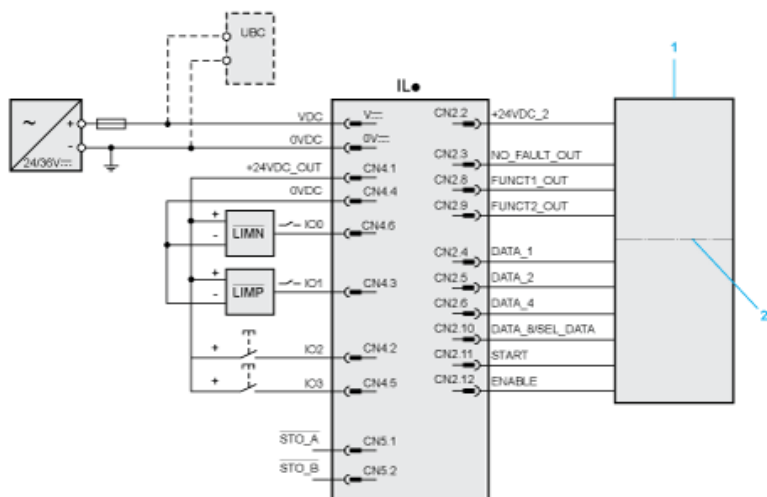 UBC
1
IL●
~
+
-
24/36V⎓
VDC
V⎓
CN2.2
+24VDC_2
0VDC
0V⎓
+24VDC_OUT
CN4.1
CN2.3
NO_FAULT_OUT
0VDC
CN4.4
CN2.8
FUNCT1_OUT
CN2.9
FUNCT2_OUT
+
-
LIMN
IO0
CN4.6
CN2.4
DATA_1
+
-
LIMP
IO1
CN4.3
CN2.5
DATA_2
CN2.6
DATA_4
2
CN2.10
DATA_8/SEL_DATA
+
IO2
CN4.2
CN2.11
START
+
IO3
CN4.5
CN2.12
ENABLE
STO_A
CN5.1
STO_B
CN5.2